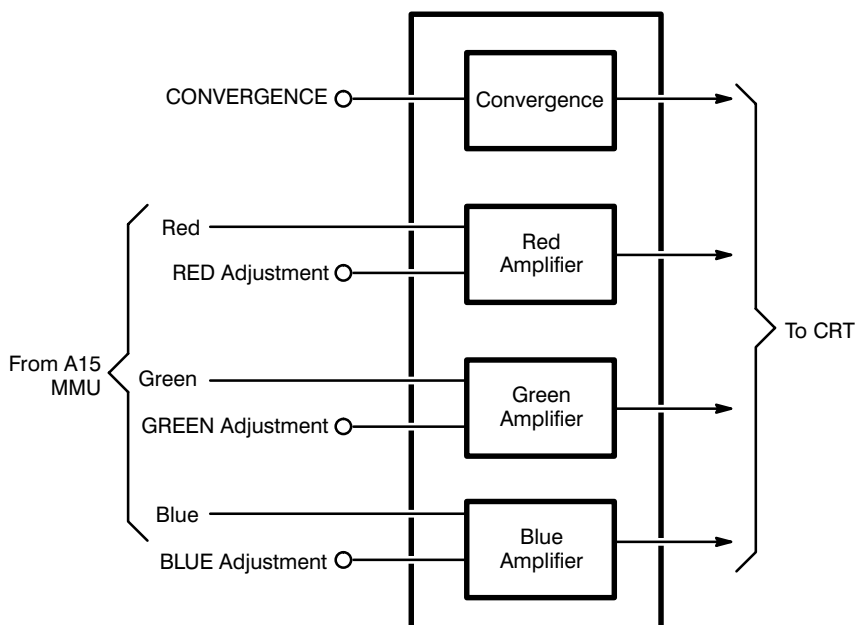 CONVERGENCE
Convergence
Red
RED Adjustment
Red
Amplifier
To CRT
From A15
MMU
Green
GREEN Adjustment
Green
Amplifier
Blue
BLUE Adjustment
Blue
Amplifier